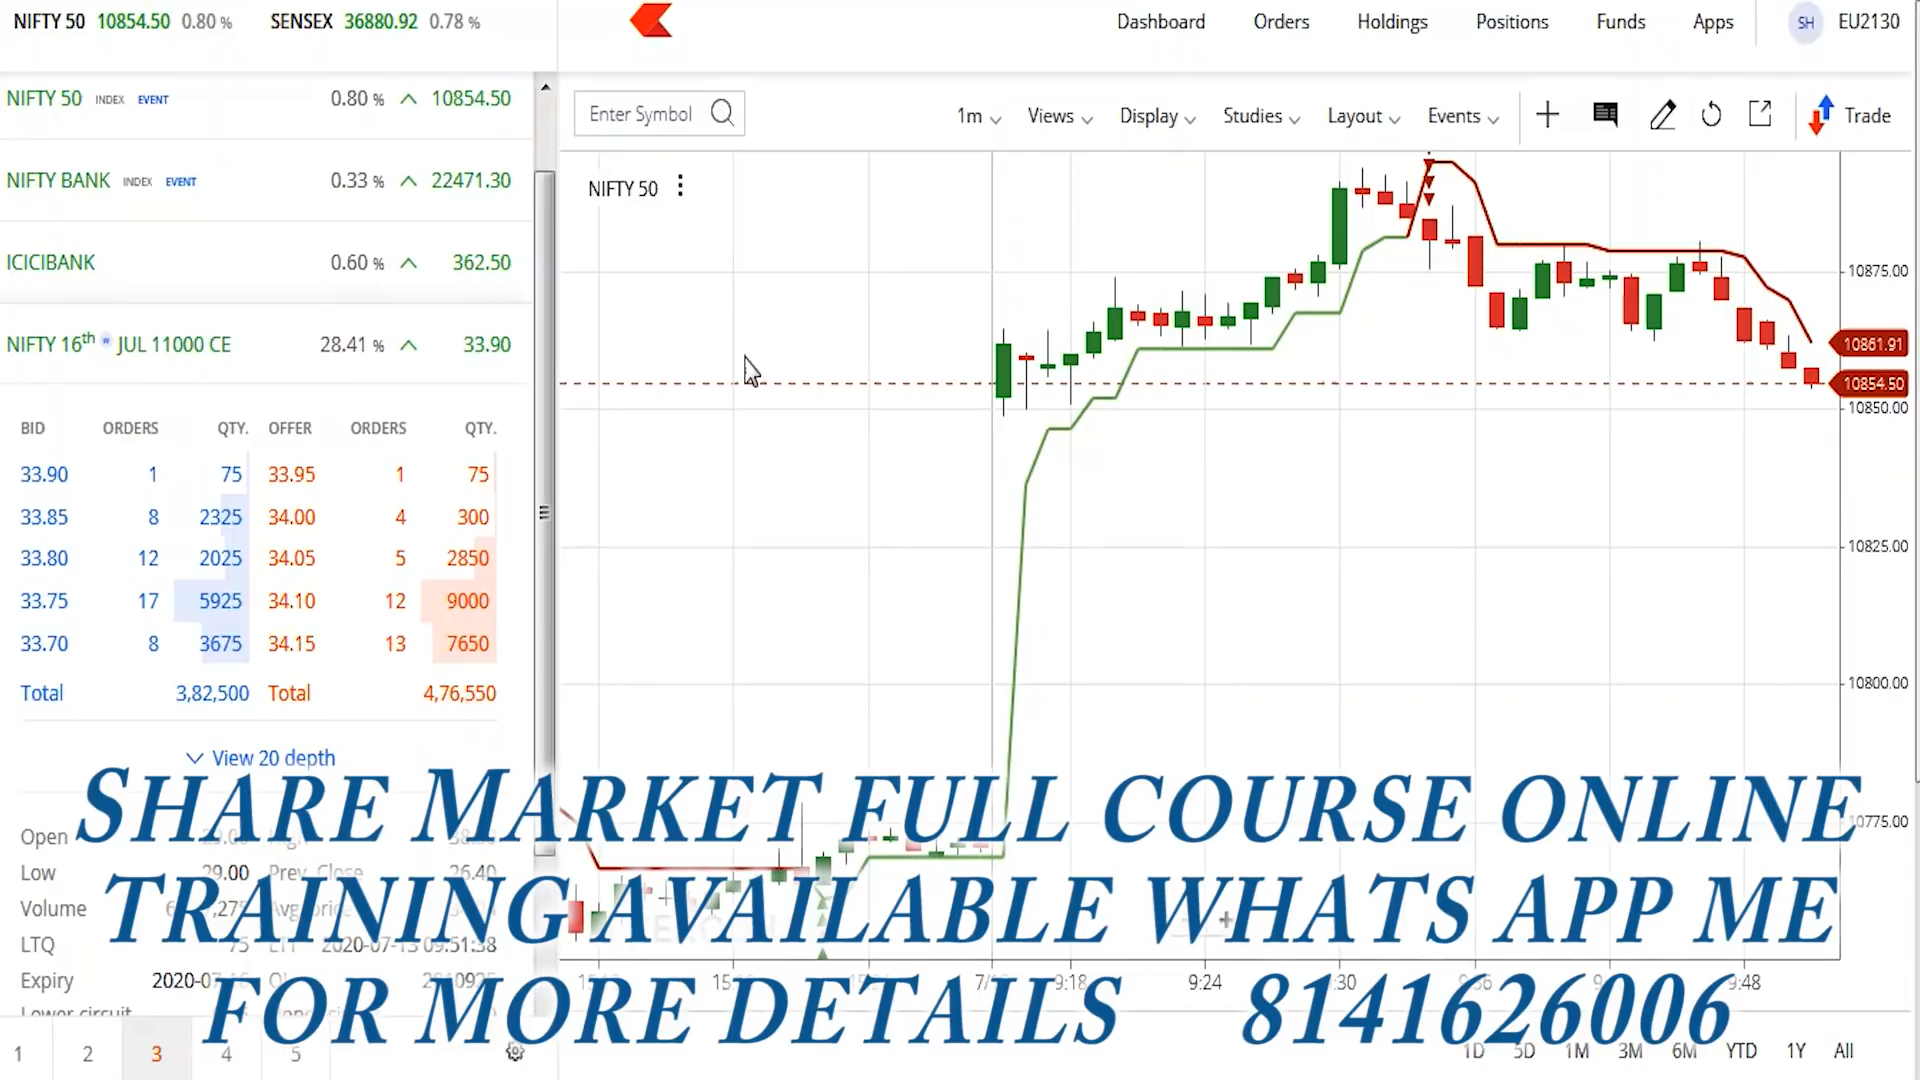 NIFTY 50 10854.50 0.80 % SENSEX 36880.92 0.78 %
Dashboard Orders Holdings Positions Funds Apps SH EU2130
NIFTY 50 INDEX EVENT 0.80 % 10854.50
NIFTY BANK INDEX EVENT 0.33 % 22471.30
ICICIBANK 0.60 % 362.50
NIFTY 16th w JUL 11000 CE 28.41 % 33.90
BID ORDERS QTY. OFFER ORDERS QTY.
33.90 1 75 33.95 1 75
33.85 8 2325 34.00 4 300
33.80 12 2025 34.05 5 2850
33.75 17 5925 34.10 12 9000
33.70 8 3675 34.15 13 7650
Total 3,82,500 Total 4,76,550
View 20 depth
Open
Low 29.00 Prev. Close 26.40
Volume
LTQ 75 LTT 2020-07-13 09:51:38
Expiry
Lower circuit
1 2 3 4 5
Enter Symbol 1m Views Display Studies Layout Events Trade
NIFTY 50
10875.00
10861.91
10854.50
10850.00
10825.00
10800.00
10775.00
9:18 9:24 9:48
1D 5D 1M 3M 6M YTD 1Y All
SHARE MARKET FULL COURSE ONLINE
TRAINING AVAILABLE WHATS APP ME
FOR MORE DETAILS 8141626006